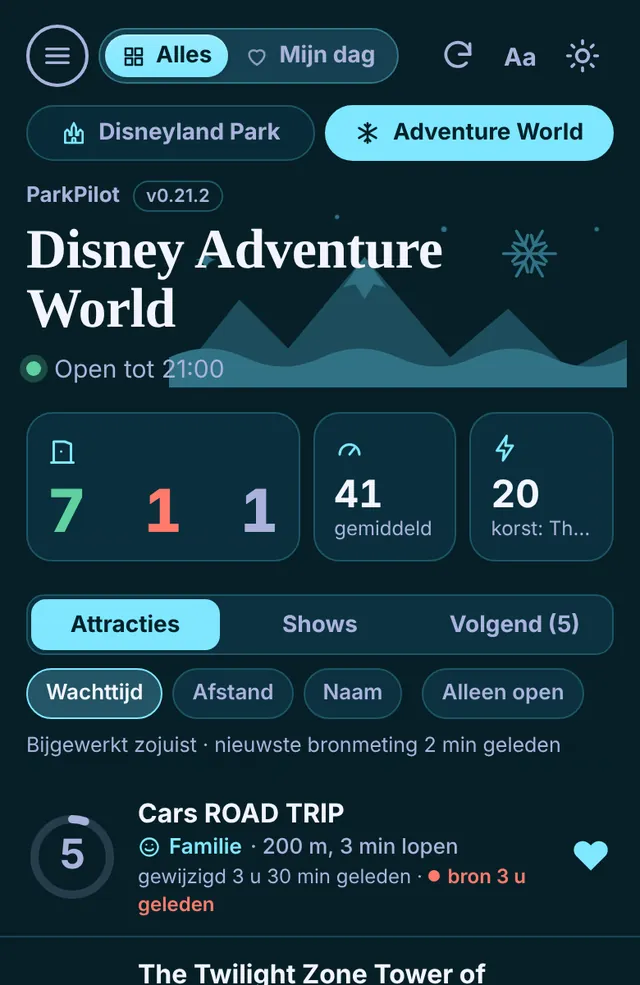 Alles
Mijn dag
Aa
Disneyland Park
Adventure World
ParkPilot
v0.21.2
Disney Adventure
World
Open tot 21:00
7 1 1
41
gemiddeld
20
korst: Th...
Attracties
Shows
Volgend (5)
Wachttijd
Afstand
Naam
Alleen open
Bijgewerkt zojuist · nieuwste bronmeting 2 min geleden
5
Cars ROAD TRIP
Familie · 200 m, 3 min lopen
gewijzigd 3 u 30 min geleden · bron 3 u
geleden
The Twilight Zone Tower of